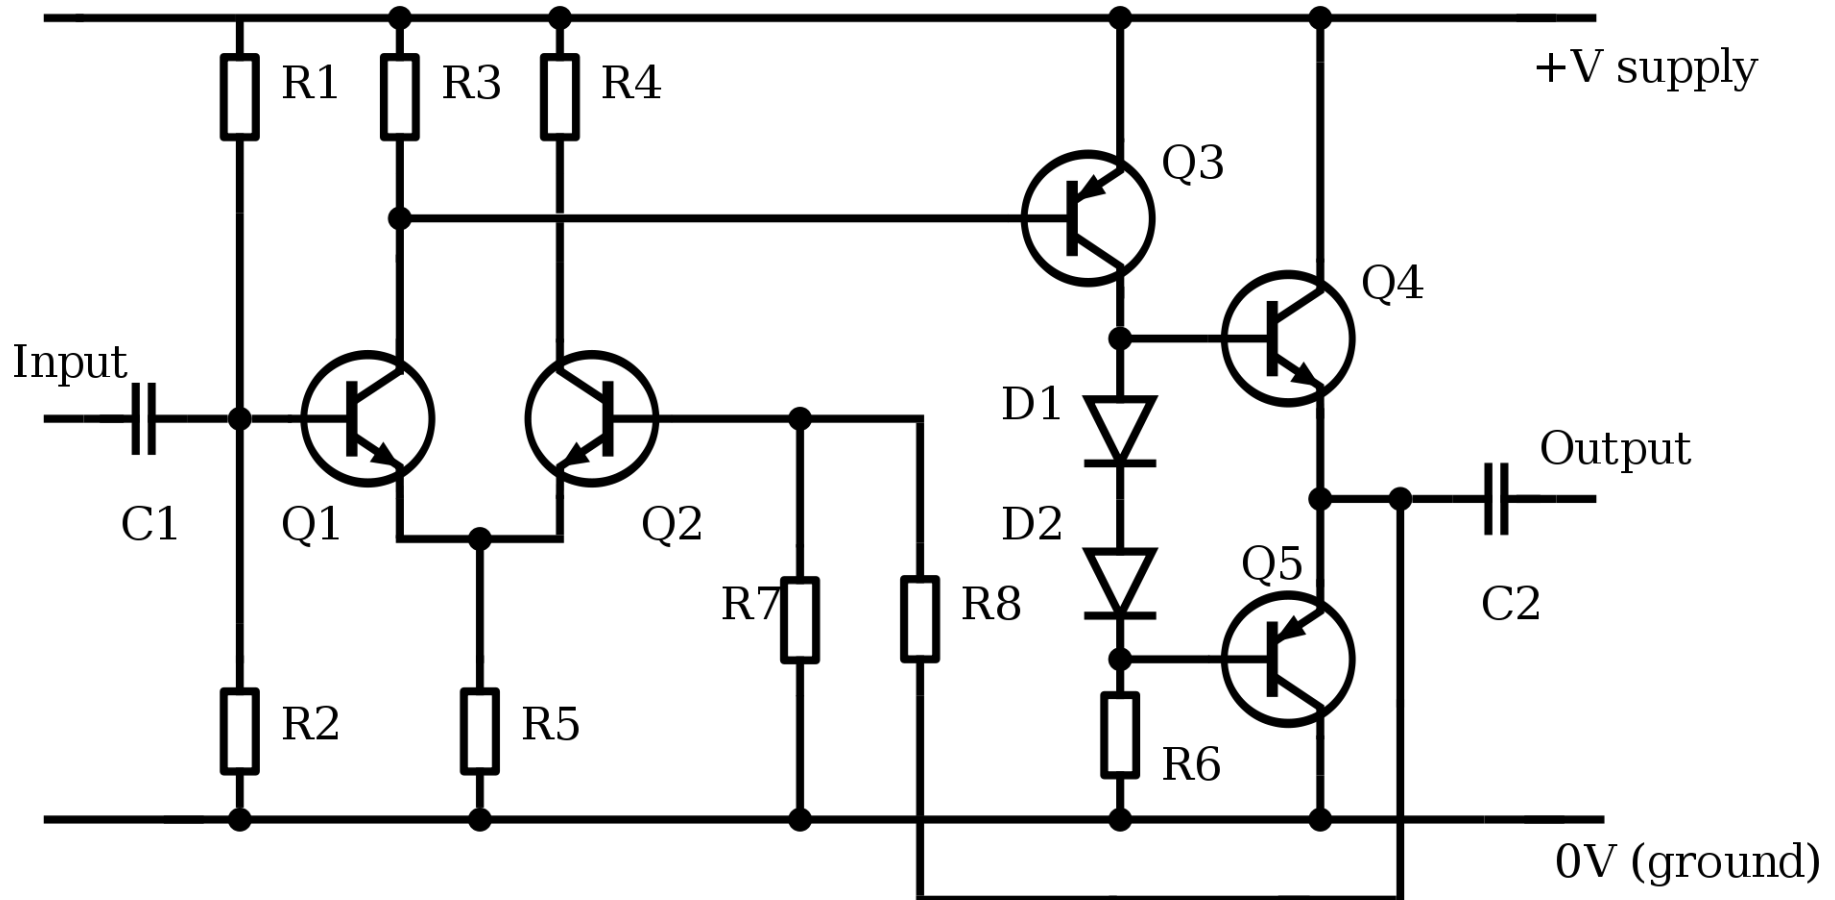 R1
R3
R4
+V supply
Q3
Q4
Input
D1
Output
C1
Q1
Q2
D2
Q5
R7
R8
C2
R2
R5
R6
0V (ground)